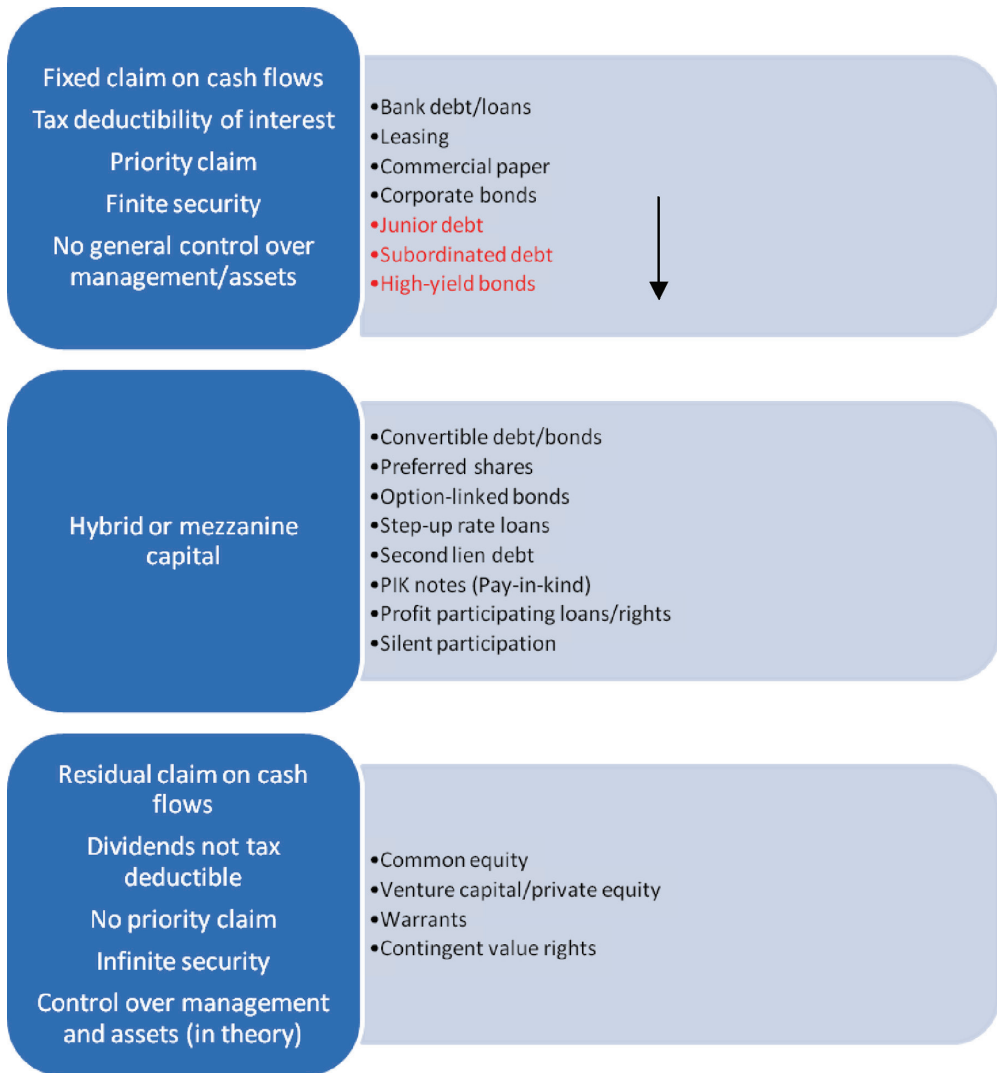 Fixed claim on cash flows
Tax deductibility of interest
Priority claim
Finite security
No general control over
management/assets
•Bank debt/loans
•Leasing
•Commercial paper
•Corporate bonds
•Junior debt
•Subordinated debt
•High-yield bonds
Hybrid or mezzanine
capital
•Convertible debt/bonds
•Preferred shares
•Option-linked bonds
•Step-up rate loans
•Second lien debt
•PIK notes (Pay-in-kind)
•Profit participating loans/rights
•Silent participation
Residual claim on cash
flows
Dividends not tax
deductible
No priority claim
Infinite security
Control over management
and assets (in theory)
•Common equity
•Venture capital/private equity
•Warrants
•Contingent value rights